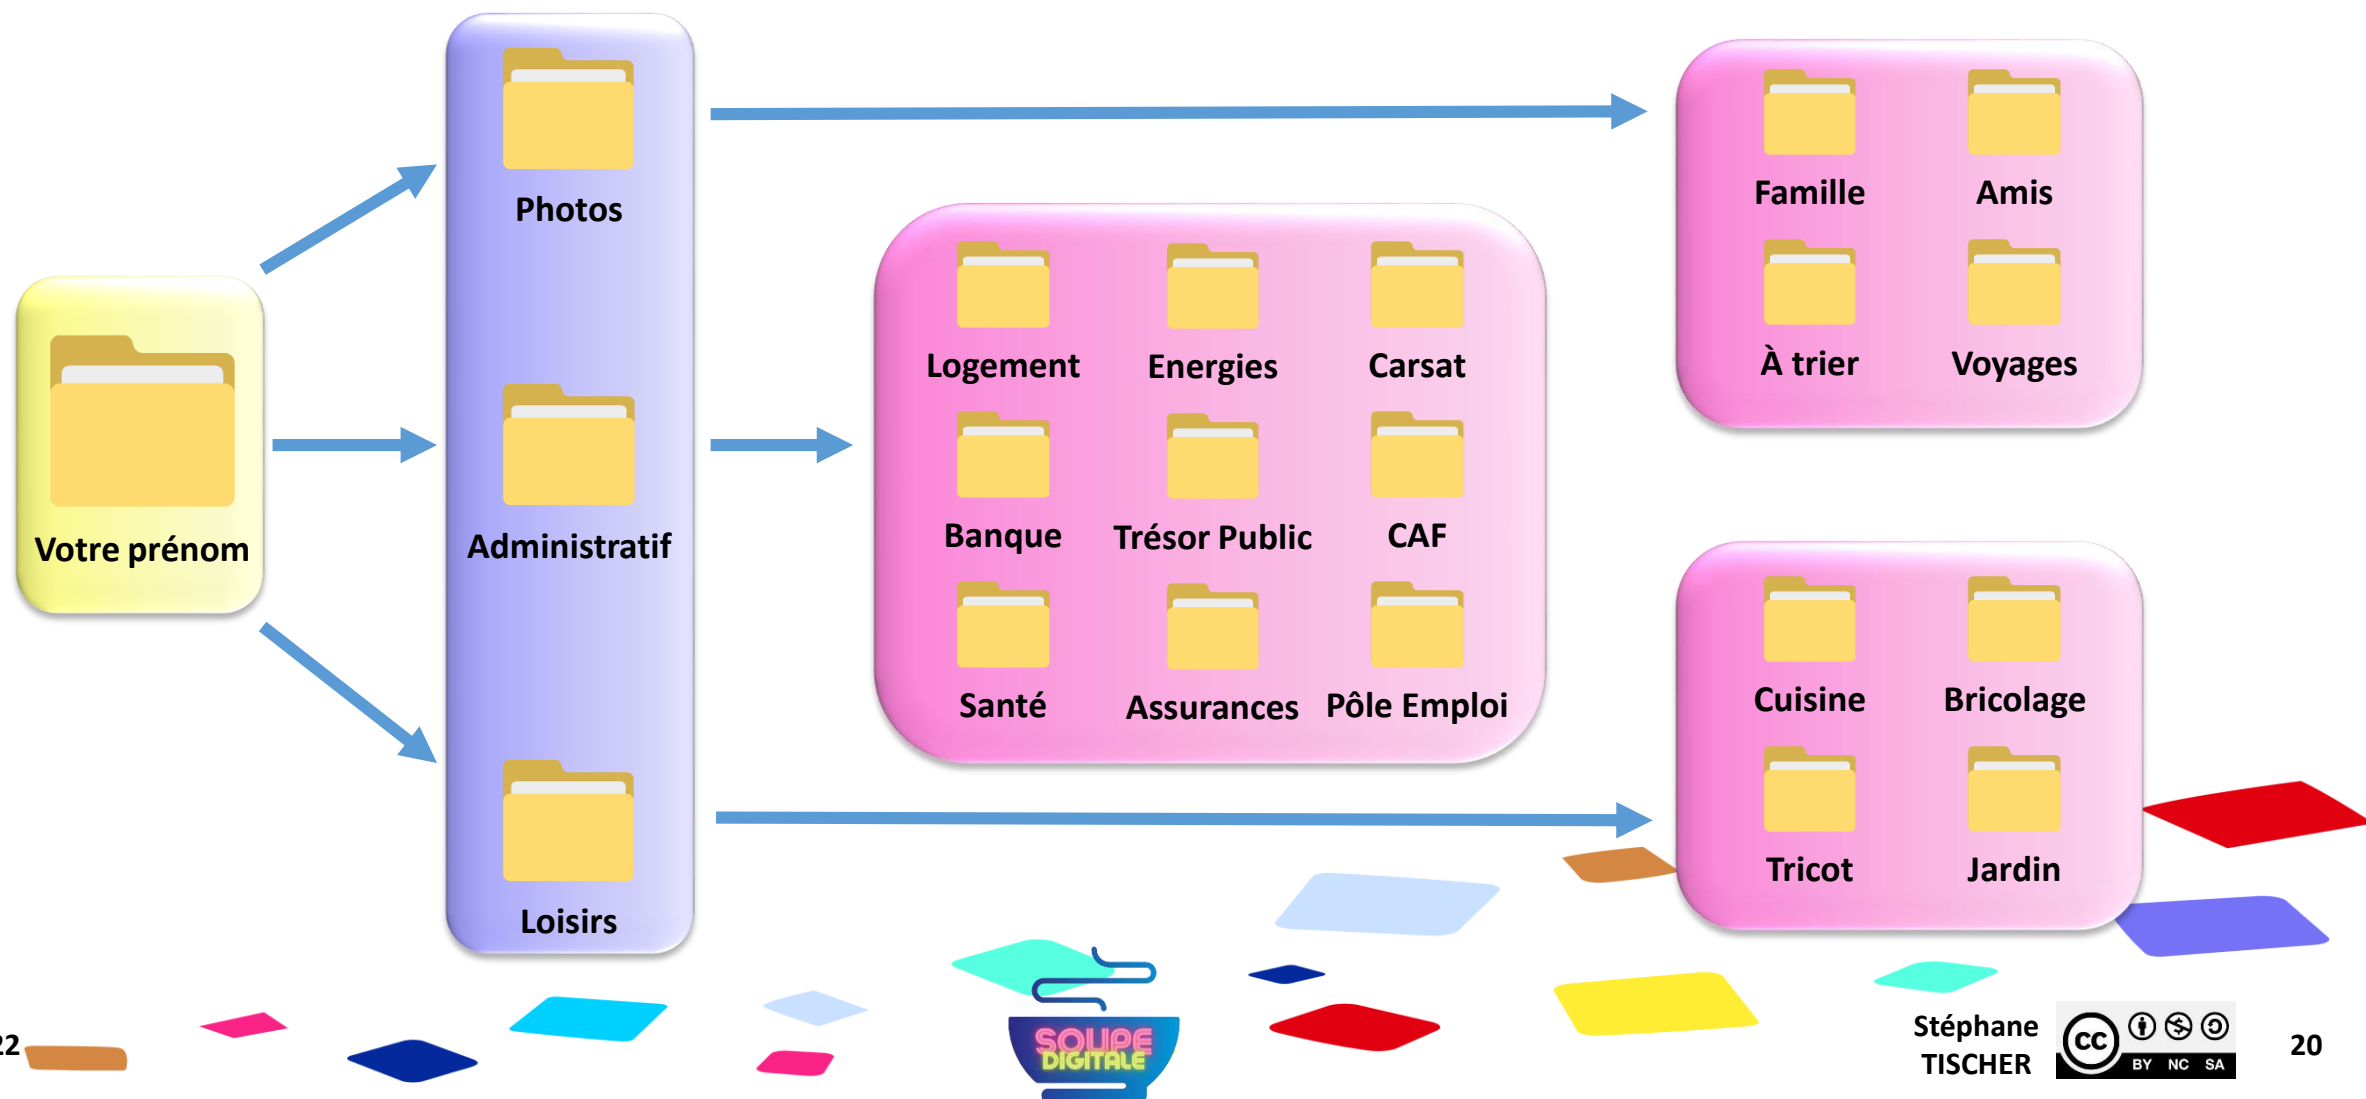 Votre prénom
Photos
Administratif
Loisirs
Famille
Amis
À trier
Voyages
Logement
Energies
Carsat
Banque
Trésor Public
CAF
Santé
Assurances
Pôle Emploi
Cuisine
Bricolage
Tricot
Jardin
22
SOUPE
DIGITALE
Stéphane
TISCHER
cc
BY NC SA
20